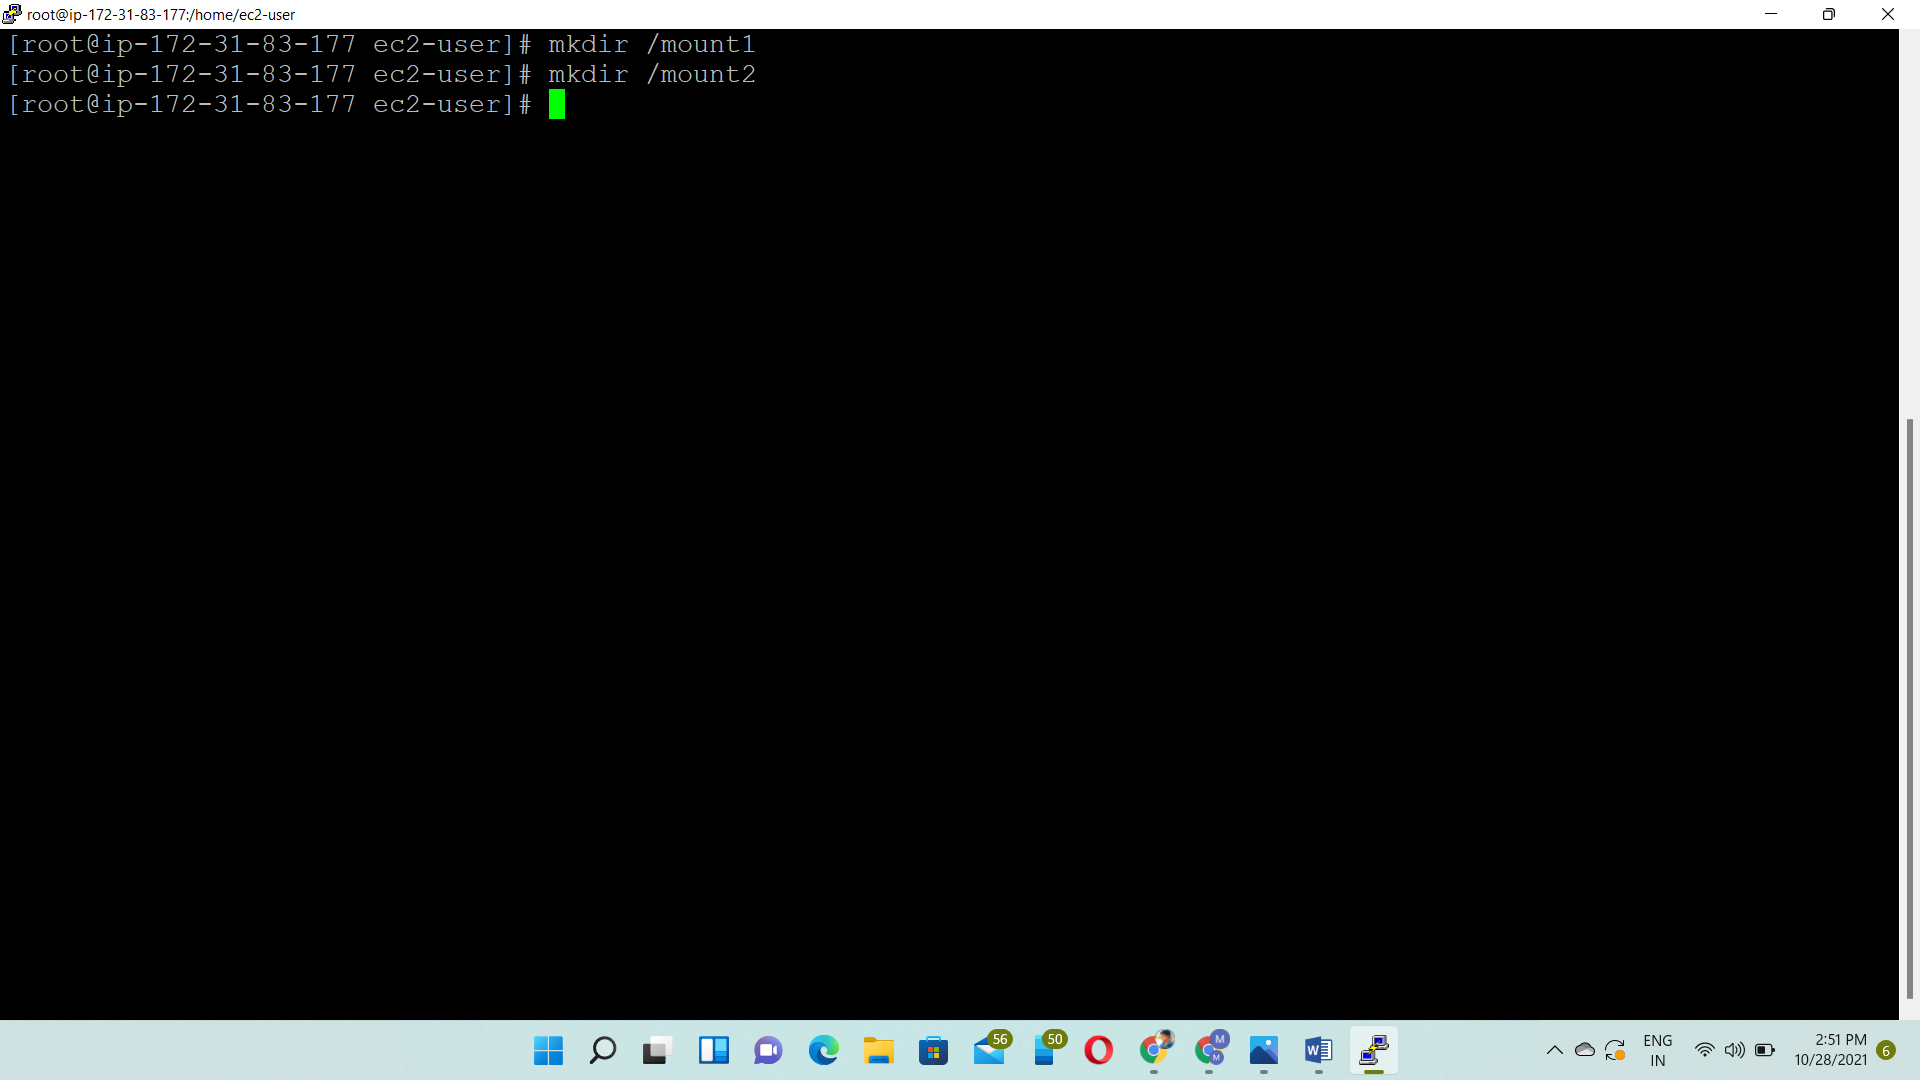 root@ip-172-31-83-177:/home/ec2-user
[root@ip-172-31-83-177 ec2-user]# mkdir /mount1
[root@ip-172-31-83-177 ec2-user]# mkdir /mount2
[root@ip-172-31-83-177 ec2-user]#
56
50
M
M
W
ENG
IN
2:51 PM
10/28/2021
6